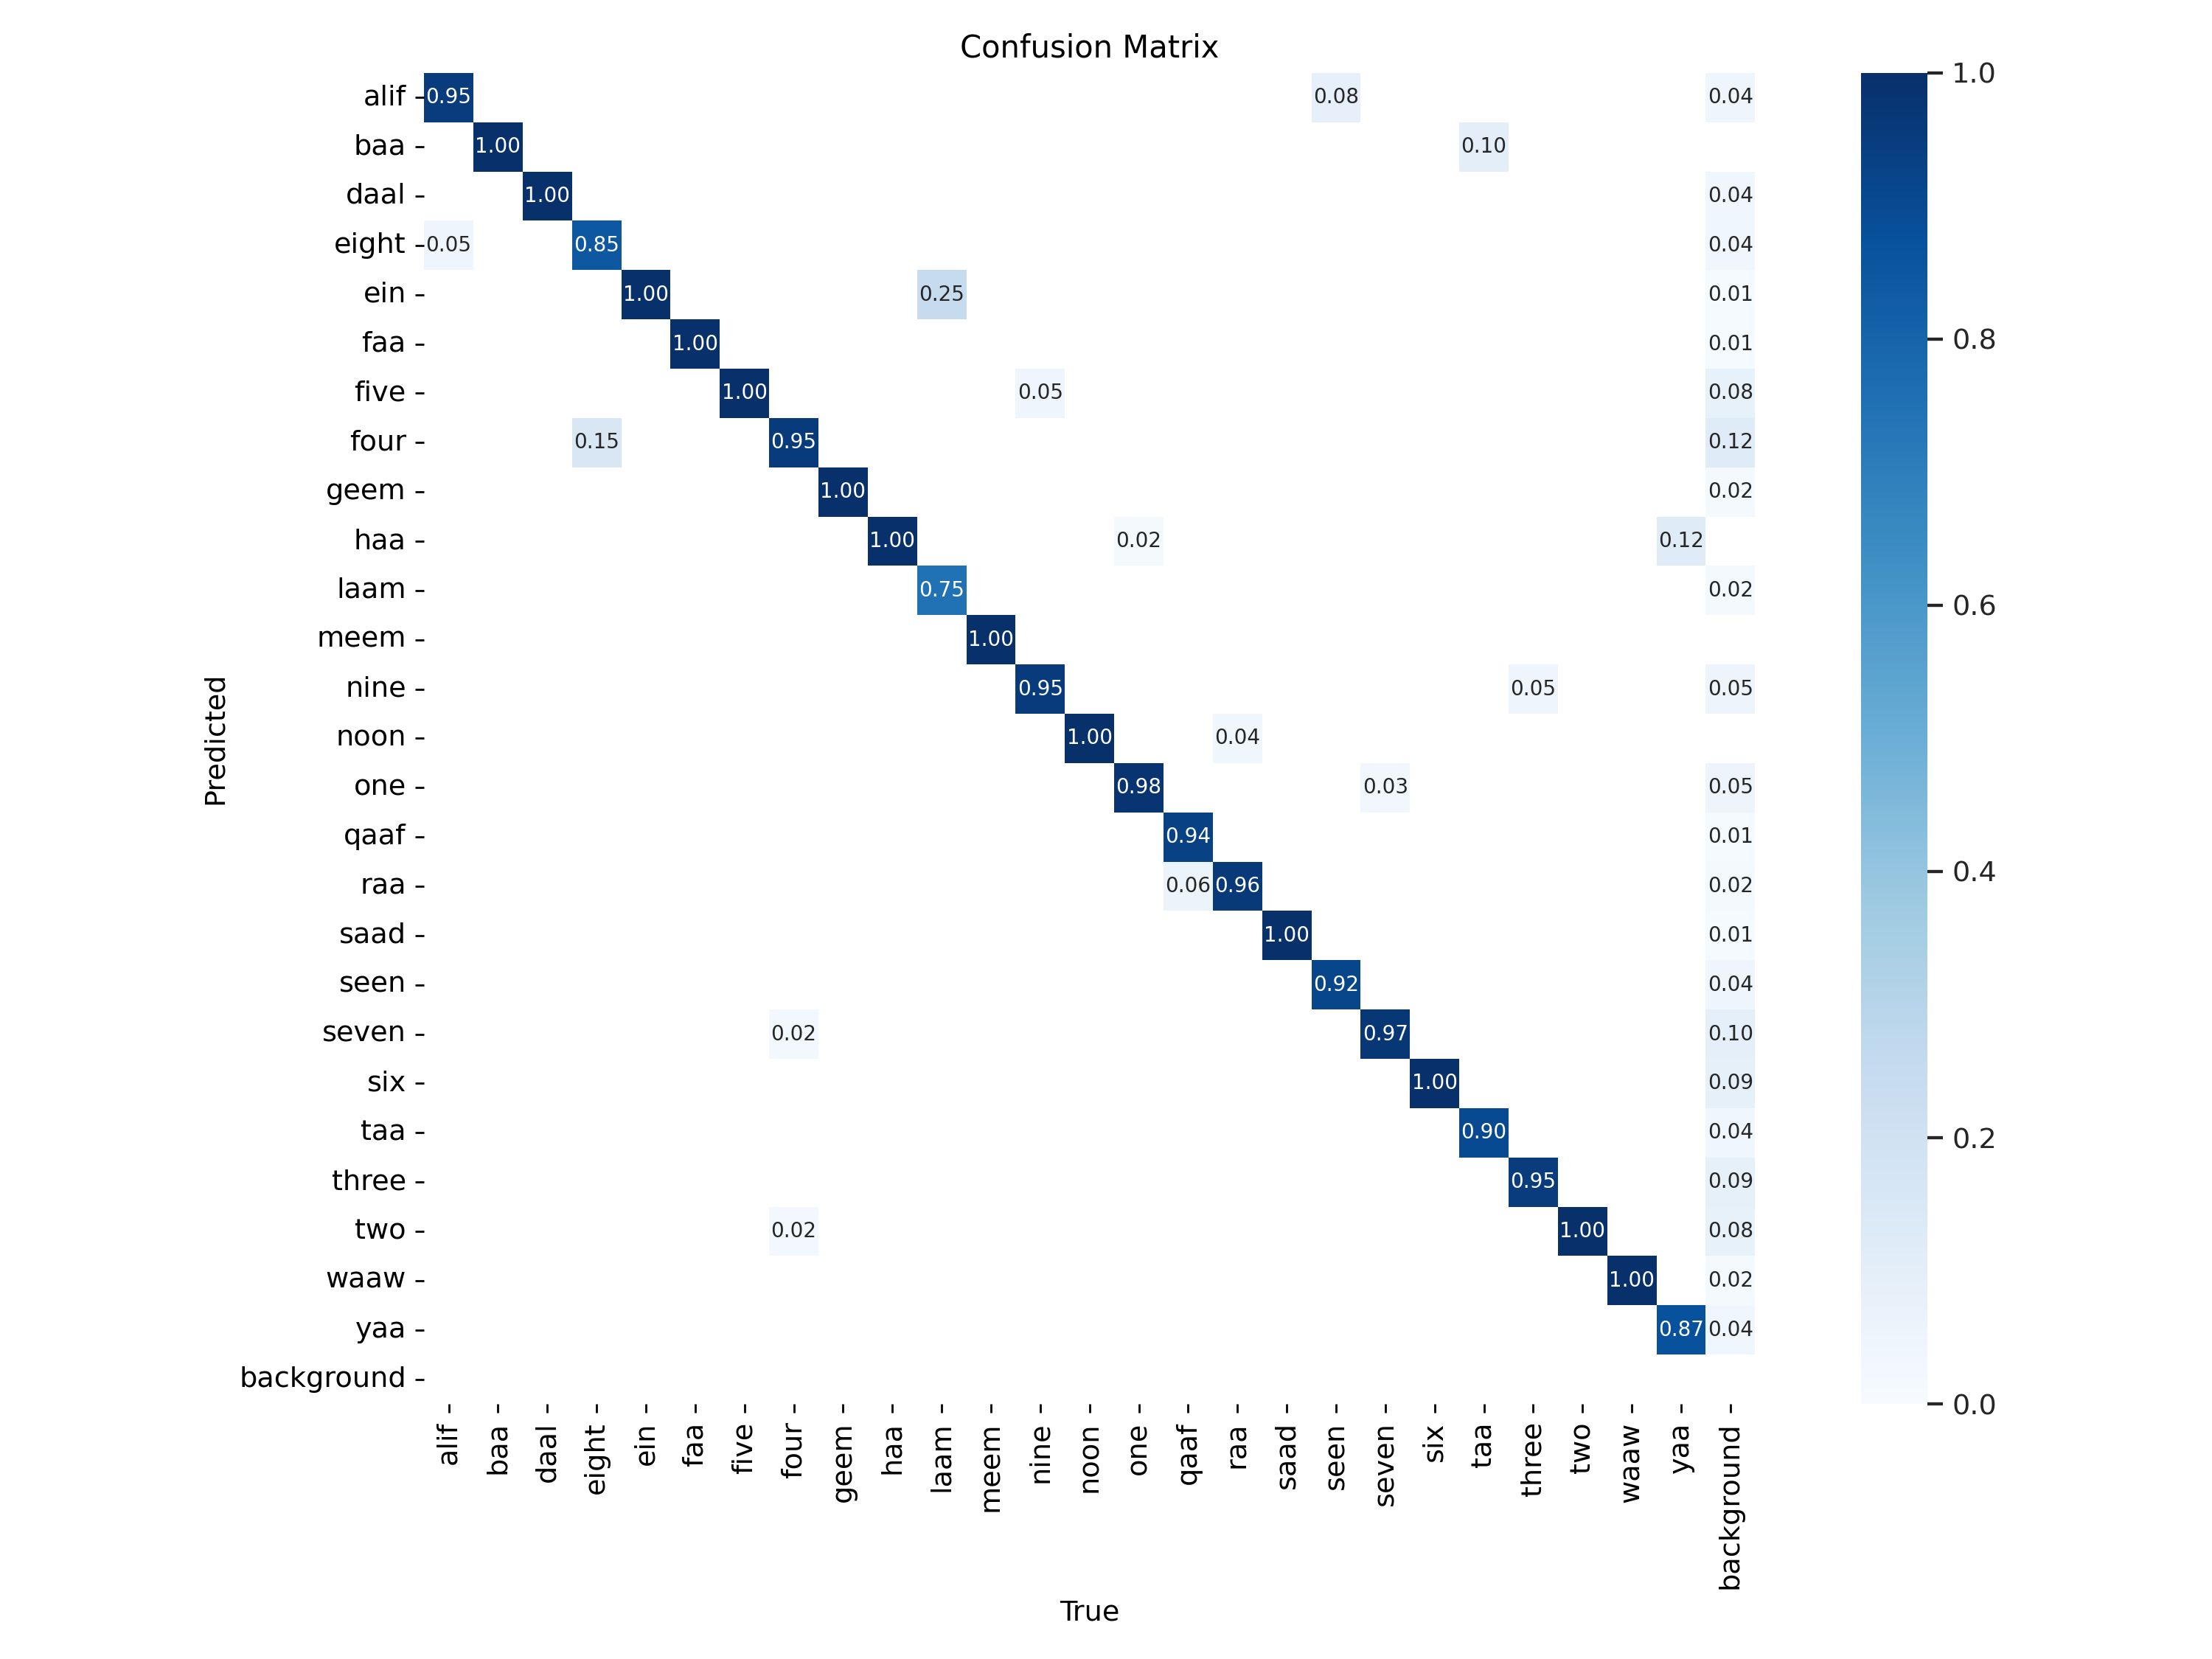 Confusion Matrix
alif 0.95 0.08 0.04 1.0
baa 1.00 0.10
daal 1.00 0.04
eight 0.05 0.85 0.04
ein 1.00 0.25 0.01
faa 1.00 0.01 0.8
five 1.00 0.05 0.08
four 0.15 0.95 0.12
geem 1.00 0.02
haa 1.00 0.02 0.12
laam 0.75 0.02 0.6
meem 1.00
nine 0.95 0.05 0.05
noon 1.00 0.04
Predicted
one 0.98 0.03 0.05
qaaf 0.94 0.01
raa 0.06 0.96 0.02 0.4
saad 1.00 0.01
seen 0.92 0.04
seven 0.02 0.97 0.10
six 1.00 0.09
taa 0.90 0.04 0.2
three 0.95 0.09
two 0.02 1.00 0.08
waaw 1.00 0.02
yaa 0.87 0.04
background 0.0
alif baa daal eight ein faa five four geem haa laam meem nine noon one qaaf raa saad seen seven six taa three two waaw yaa background
True